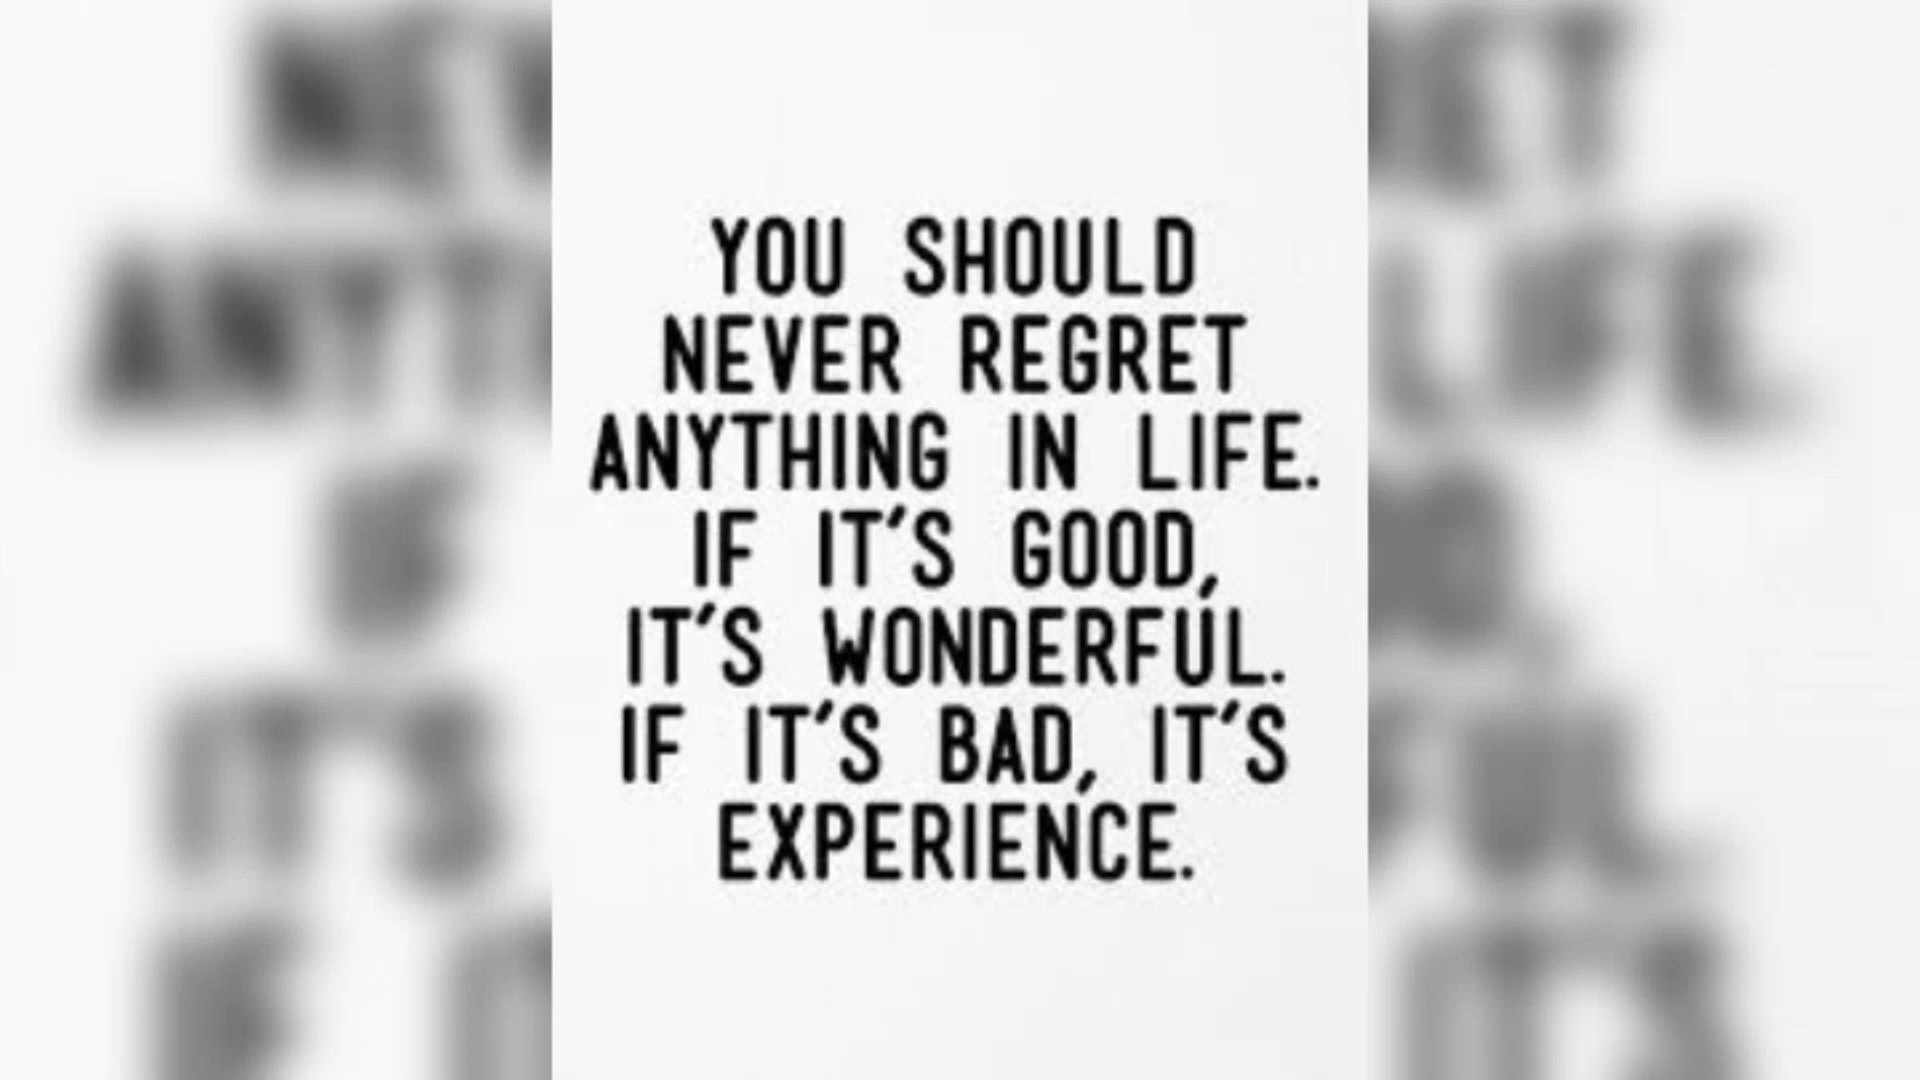 YOU SHOULD
NEVER REGRET
ANYTHING IN LIFE.
IF IT'S GOOD,
IT'S WONDERFUL.
IF IT'S BAD, IT'S
EXPERIENCE.